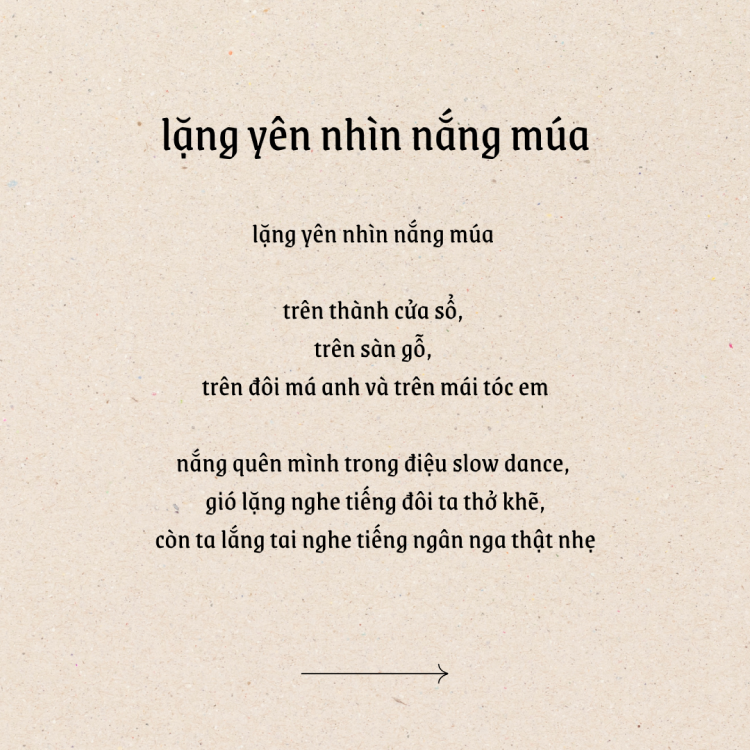 lặng yên nhìn nắng múa
lặng yên nhìn nắng múa
trên thành cửa sổ,
trên sàn gỗ,
trên đôi má anh và trên mái tóc em
nắng quên mình trong điệu slow dance,
gió lặng nghe tiếng đôi ta thở khẽ,
còn ta lắng tai nghe tiếng ngân nga thật nhẹ